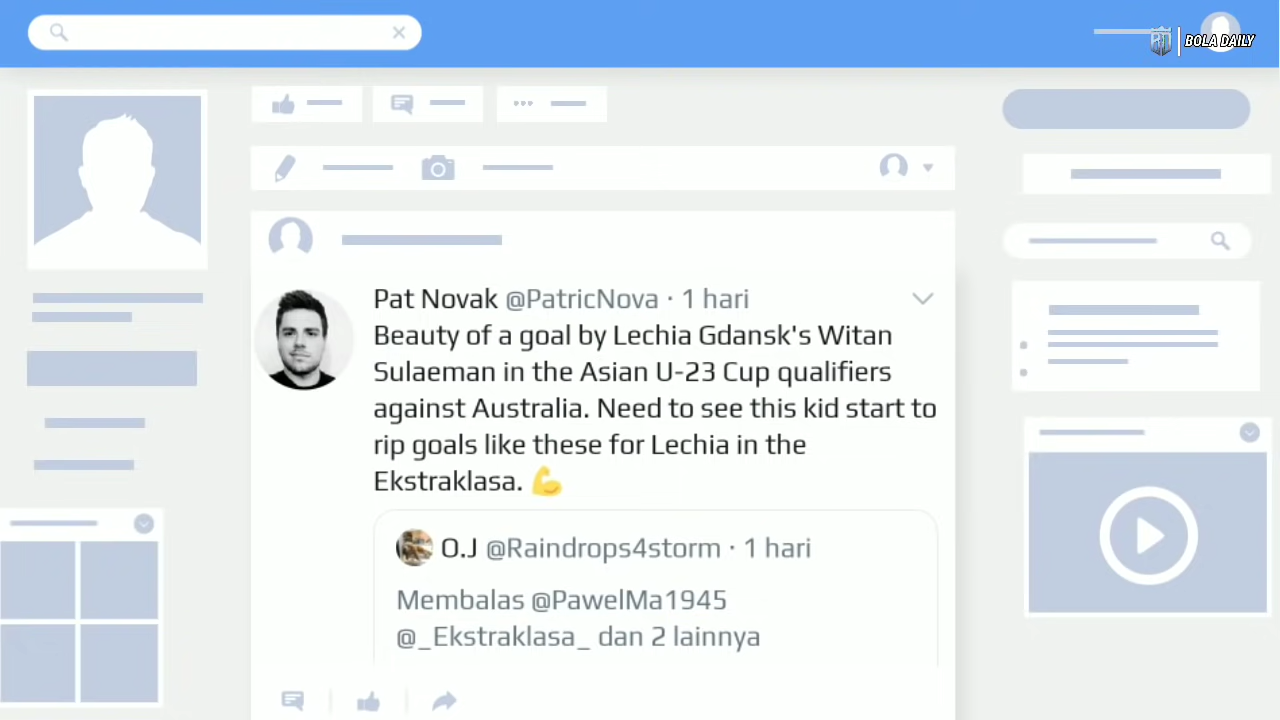 BOLA DAILY
Pat Novak @PatricNova · 1 hari
Beauty of a goal by Lechia Gdansk's Witan
Sulaeman in the Asian U-23 Cup qualifiers
against Australia. Need to see this kid start to
rip goals like these for Lechia in the
Ekstraklasa. 💪
O.J @Raindrops4storm · 1 hari
Membalas @PawelMa1945
@_Ekstraklasa_ dan 2 lainnya